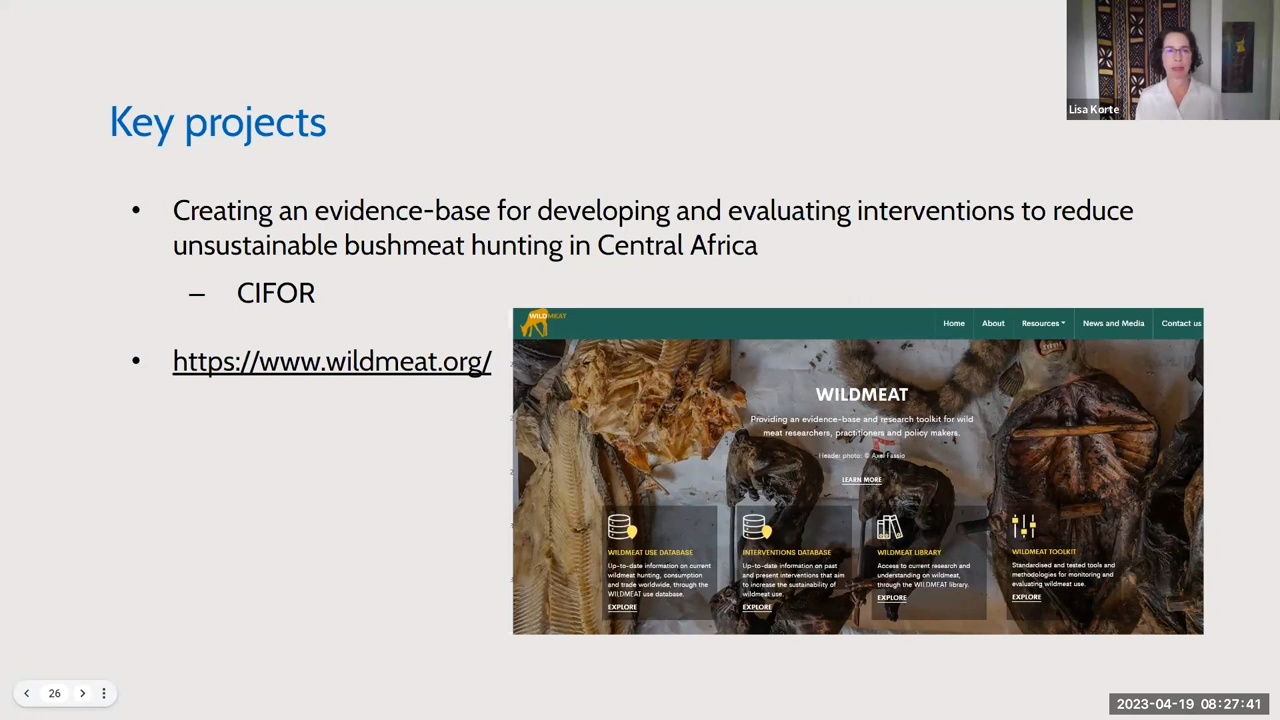 Lisa Korte
Key projects
• Creating an evidence-base for developing and evaluating interventions to reduce
unsustainable bushmeat hunting in Central Africa
– CIFOR
• https://www.wildmeat.org/
WILDMEAT
Home
About
Resources
News and Media
Contact us
WILDMEAT
Providing an evidence-base and research toolkit for wild
meat researchers, practitioners and policy makers.
Header photo: © Axel Fassio
LEARN MORE
WILDMEAT USE DATABASE
Up-to-date information on current
wildmeat hunting, consumption
and trade worldwide, through the
WILDMEAT use database.
EXPLORE
INTERVENTIONS DATABASE
Up-to-date information on past
and present interventions that aim
to increase the sustainability of
wildmeat use.
EXPLORE
WILDMEAT LIBRARY
Access to current research and
understanding on wildmeat,
through the WILDMEAT library.
EXPLORE
WILDMEAT TOOLKIT
Standardised and tested tools and
methodologies for monitoring and
evaluating wildmeat use.
EXPLORE
26
2023-04-19 08:27:41